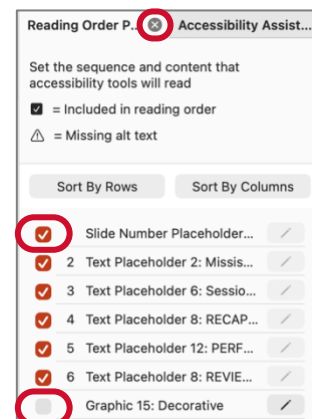 Reading Order P... Accessibility Assist...
Set the sequence and content that
accessibility tools will read
= Included in reading order
= Missing alt text
Sort By Rows Sort By Columns
Slide Number Placeholder...
2 Text Placeholder 2: Missis...
3 Text Placeholder 6: Sessio...
4 Text Placeholder 8: RECAP...
5 Text Placeholder 12: PERF...
6 Text Placeholder 8: REVIE...
Graphic 15: Decorative